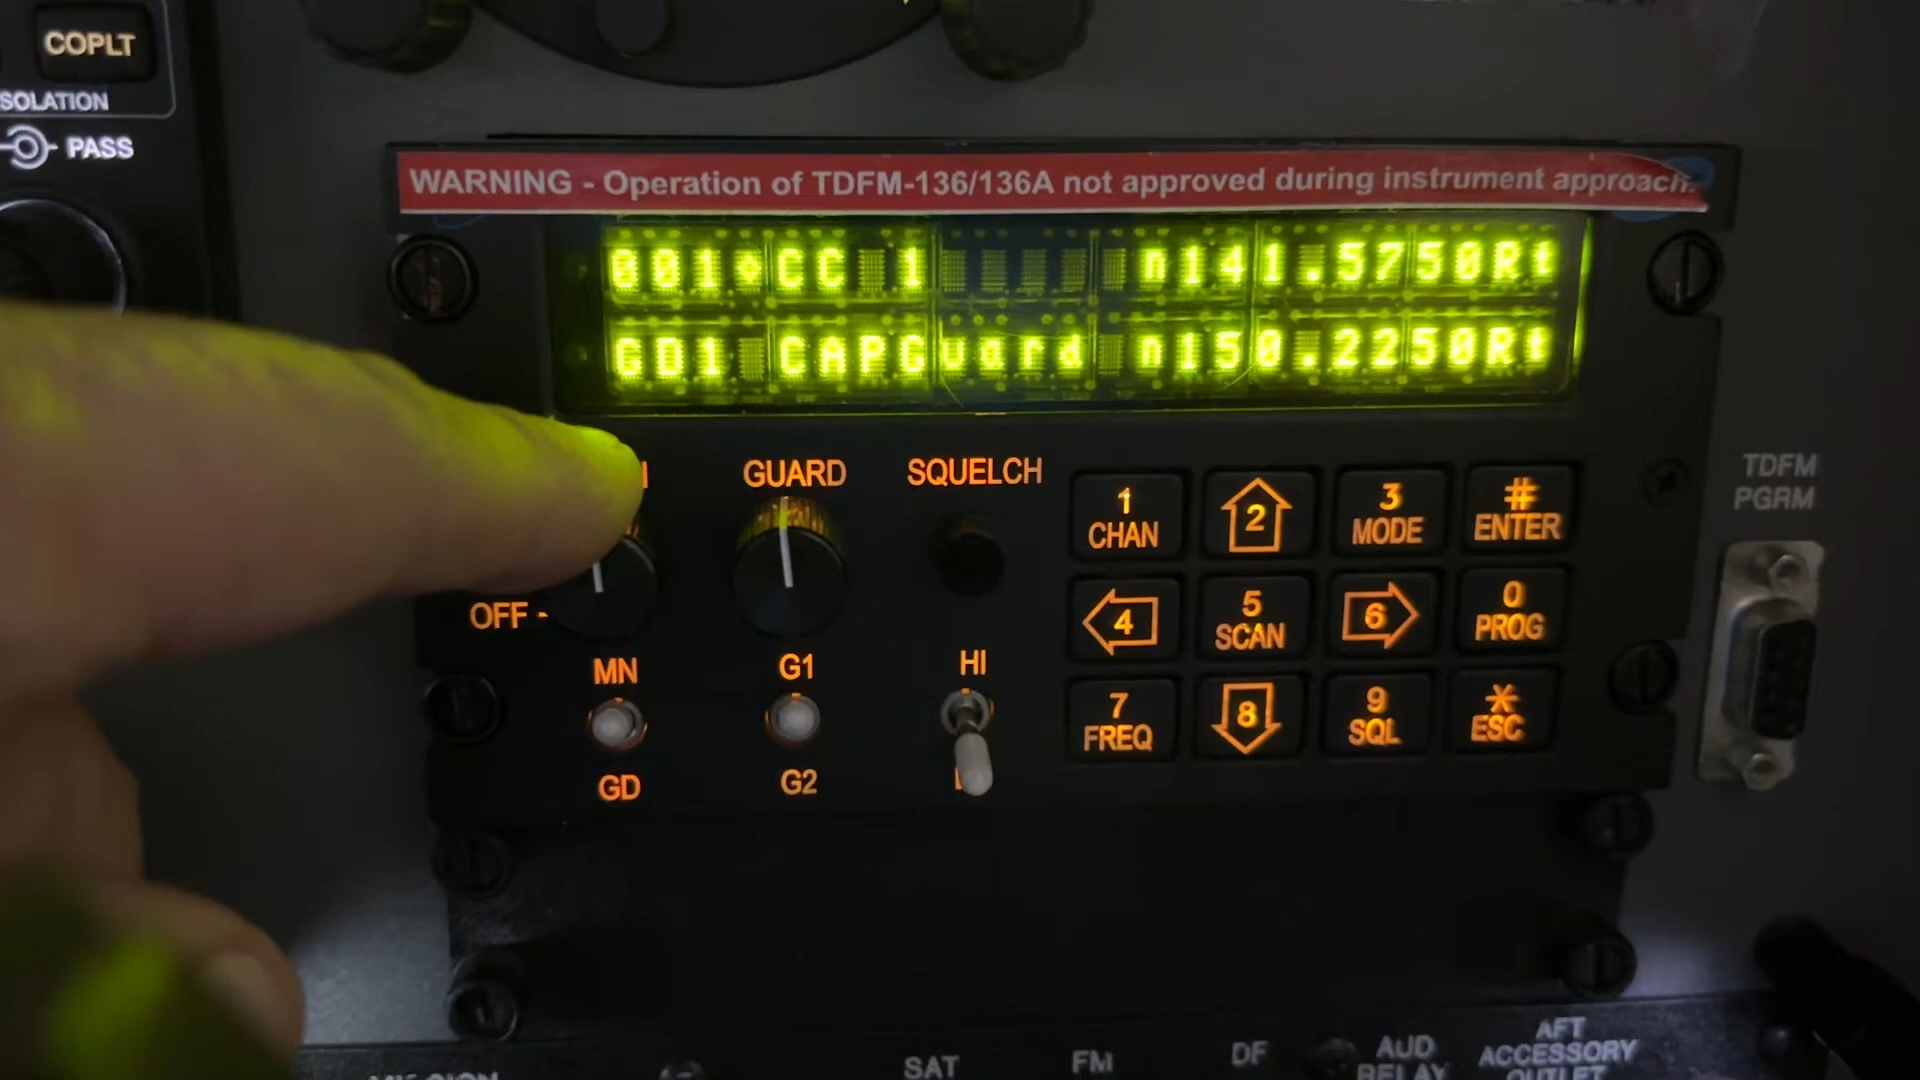 COPLT
SOLATION
PASS
WARNING - Operation of TDFM-136/136A not approved during instrument approach.
001 CC 1 n141.5750Rt
GD1 CAPGuard n150.2250Rt
GUARD
SQUELCH
OFF -
MN
GD
G1
G2
HI
1 CHAN
2
3 MODE
# ENTER
4
5 SCAN
6
0 PROG
7 FREQ
8
9 SQL
* ESC
TDFM
PGRM
SAT
FM
DF
AUD
RELAY
AFT
ACCESSORY
OUTLET